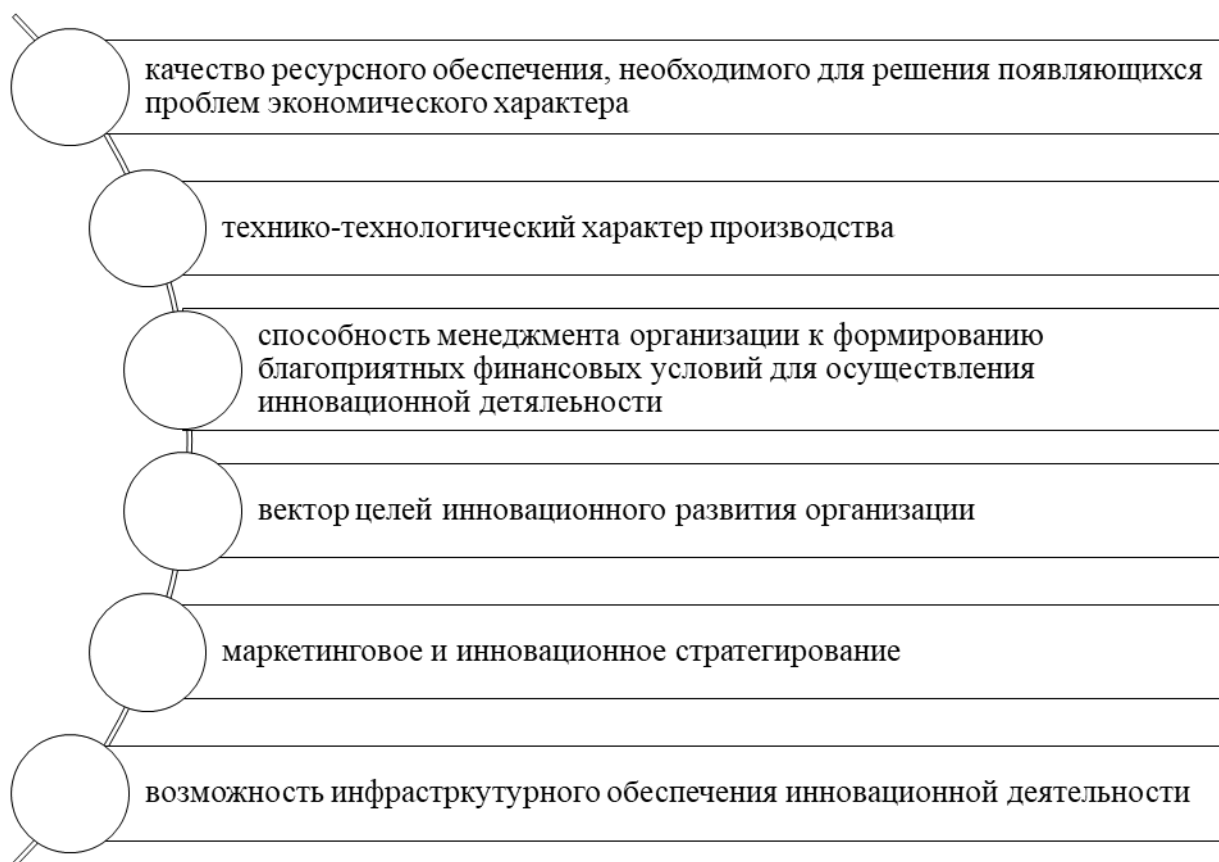 качество ресурсного обеспечения, необходимого для решения появляющихся
проблем экономического характера
технико-технологический характер производства
способность менеджмента организации к формированию
благоприятных финансовых условий для осуществления
инновационной детялеьности
вектор целей инновационного развития организации
маркетинговое и инновационное стратегирование
возможность инфрастркутурного обеспечения инновационной деятельности